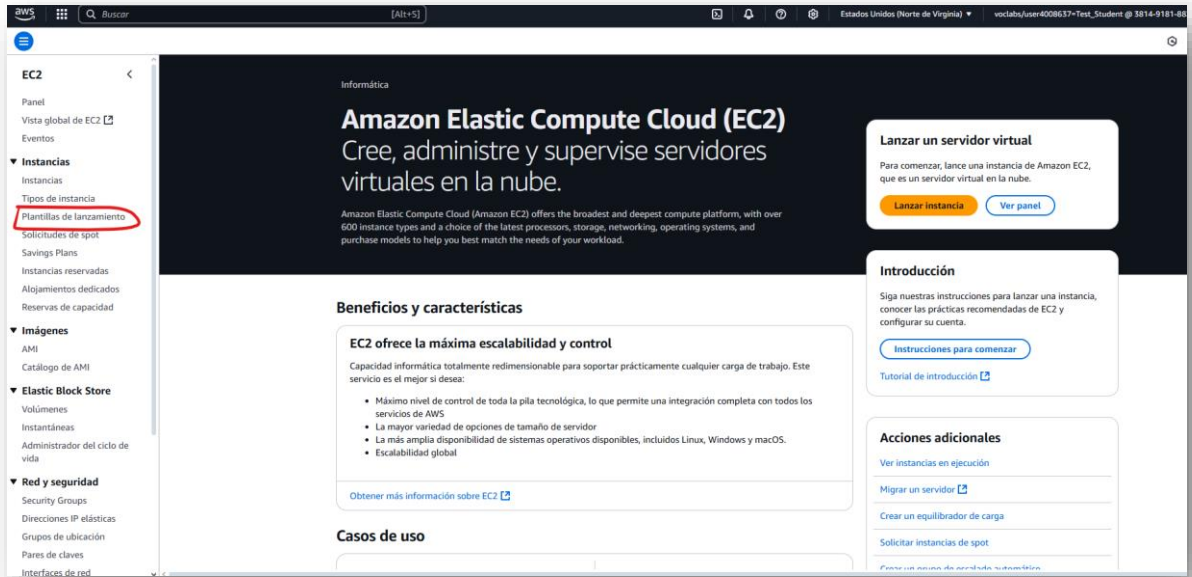 aws
Buscar
[Alt+S]
Estados Unidos (Norte de Virginia)
voclabs/user4008637=Test_Student @ 3814-9181-88
EC2
Panel
Vista global de EC2
Eventos
Instancias
Instancias
Tipos de instancia
Plantillas de lanzamiento
Solicitudes de spot
Savings Plans
Instancias reservadas
Alojamientos dedicados
Reservas de capacidad
Imágenes
AMI
Catálogo de AMI
Elastic Block Store
Volúmenes
Instantáneas
Administrador del ciclo de
vida
Red y seguridad
Security Groups
Direcciones IP elásticas
Grupos de ubicación
Pares de claves
Interfaces de red
Informática
Amazon Elastic Compute Cloud (EC2)
Cree, administre y supervise servidores
virtuales en la nube.
Amazon Elastic Compute Cloud (Amazon EC2) offers the broadest and deepest compute platform, with over
600 instance types and a choice of the latest processors, storage, networking, operating systems, and
purchase models to help you best match the needs of your workload.
Lanzar un servidor virtual
Para comenzar, lance una instancia de Amazon EC2,
que es un servidor virtual en la nube.
Lanzar instancia
Ver panel
Beneficios y características
EC2 ofrece la máxima escalabilidad y control
Capacidad informática totalmente redimensionable para soportar prácticamente cualquier carga de trabajo. Este
servicio es el mejor si desea:
• Máximo nivel de control de toda la pila tecnológica, lo que permite una integración completa con todos los
servicios de AWS
• La mayor variedad de opciones de tamaño de servidor
• La más amplia disponibilidad de sistemas operativos disponibles, incluidos Linux, Windows y macOS.
• Escalabilidad global
Obtener más información sobre EC2
Casos de uso
Introducción
Siga nuestras instrucciones para lanzar una instancia,
conocer las prácticas recomendadas de EC2 y
configurar su cuenta.
Instrucciones para comenzar
Tutorial de introducción
Acciones adicionales
Ver instancias en ejecución
Migrar un servidor
Crear un equilibrador de carga
Solicitar instancias de spot
Crear un grupo de escalado automático